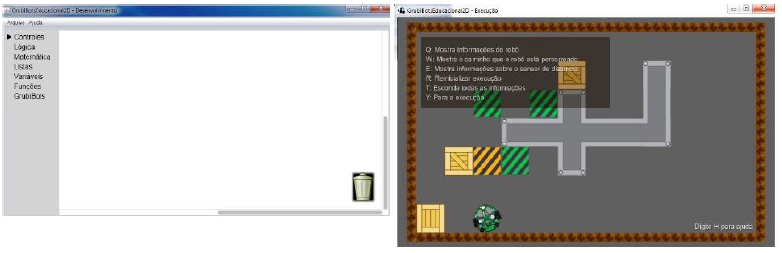 GrubiBotsEducacional2D - Desenvolvimento
Arquivo Ajuda
Controles
Lógica
Matemática
Listas
Variáveis
Funções
GrubiBots
GrubiBotsEducacional2D - Execução
Q: Mostra informações do robô
W: Mostra o caminho que o robô está percorrendo
E: Mostra informações sobre o sensor de distância
R: Reinicializar execução
T: Esconde todas as informações
Y: Para a execução
Digite H para ajuda